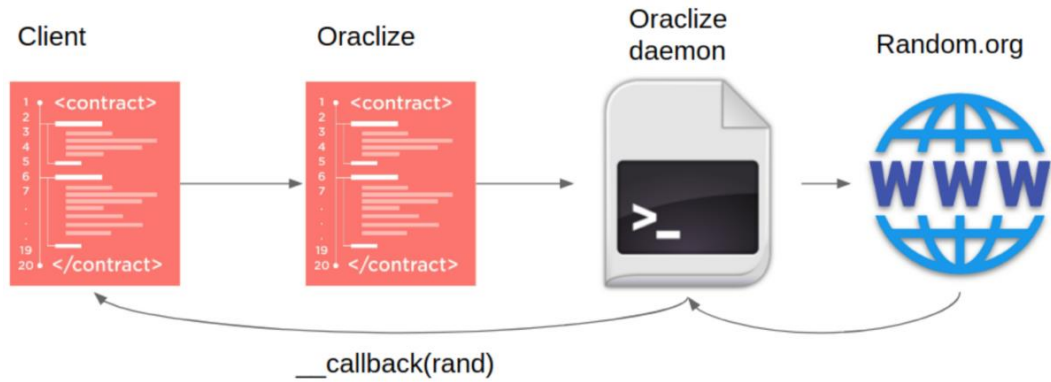 Client
Oraclize
Oraclize
daemon
Random.org
1
2
3
4
5
6
7
.
.
.
19
20
<contract>
</contract>
1
2
3
4
5
6
7
.
.
.
19
20
<contract>
</contract>
>_
WWW
__callback(rand)